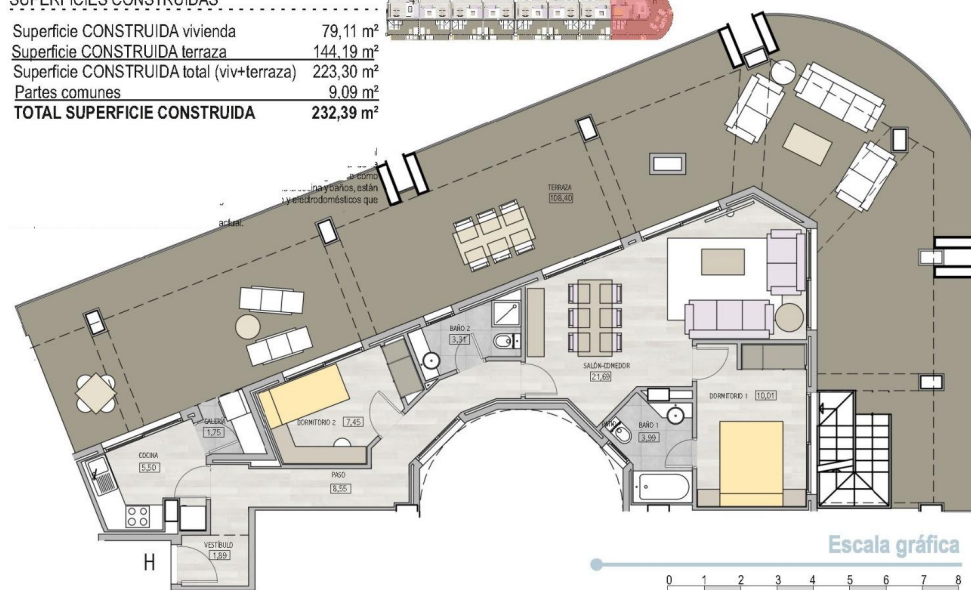 SUPERFICIES CONSTRUIDAS
Superficie CONSTRUIDA vivienda 79,11 m²
Superficie CONSTRUIDA terraza 144,19 m²
Superficie CONSTRUIDA total (viv+terraza) 223,30 m²
Partes comunes 9,09 m²
TOTAL SUPERFICIE CONSTRUIDA 232,39 m²
como
y baños, están
y electrodomésticos que
actual.
TERRAZA
108,40
BAÑO 2
3,31
SALÓN-COMEDOR
21,69
DORMITORIO 1 10,01
DORMITORIO 2 7,45
BAÑO 1
3,99
GALERÍA
1,75
COCINA
5,50
PASO
8,55
VESTÍBULO
1,89
H
Escala gráfica
0 1 2 3 4 5 6 7 8